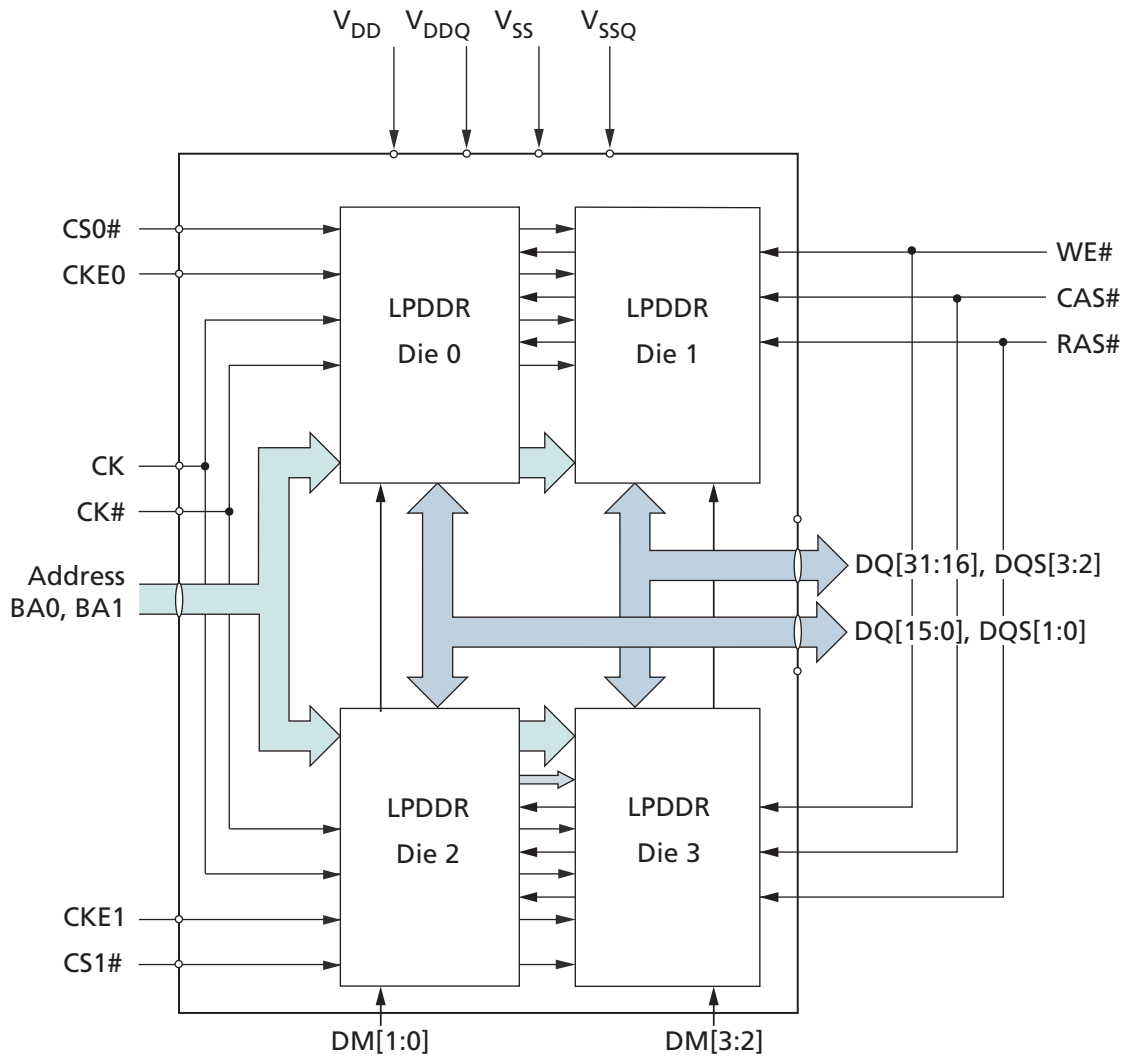 VDD VDDQ VSS VSSQ
CS0#
CKE0
CK
CK#
Address
BA0, BA1
CKE1
CS1#
LPDDR
Die 0
LPDDR
Die 1
LPDDR
Die 2
LPDDR
Die 3
WE#
CAS#
RAS#
DQ[31:16], DQS[3:2]
DQ[15:0], DQS[1:0]
DM[1:0]
DM[3:2]